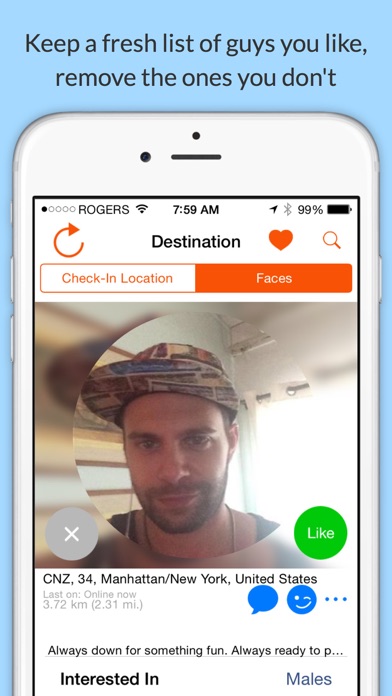 Keep a fresh list of guys you like,
remove the ones you don't
ROGERS 7:59 AM 99%
Destination
Check-In Location Faces
Like
CNZ, 34, Manhattan/New York, United States
Last on: Online now
3.72 km (2.31 mi.)
Always down for something fun. Always ready to p...
Interested In Males